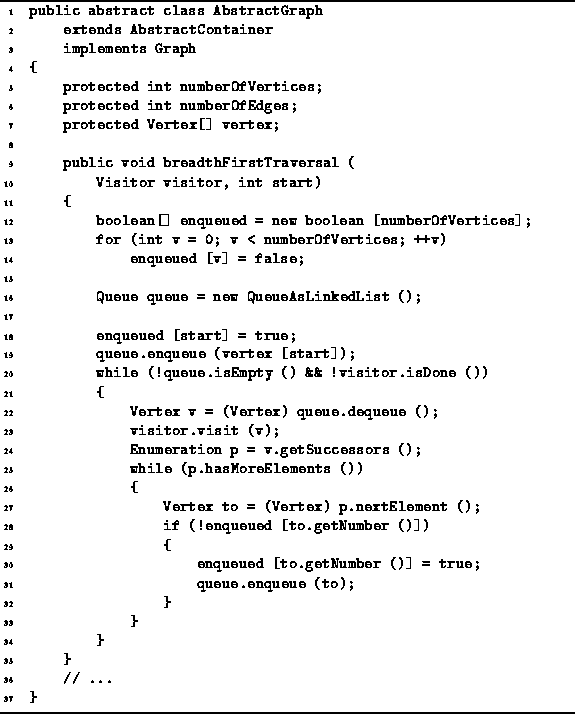 1 public abstract class AbstractGraph
2 extends AbstractContainer
3 implements Graph
4 {
5 protected int numberOfVertices;
6 protected int numberOfEdges;
7 protected Vertex[] vertex;
8
9 public void breadthFirstTraversal (
10 Visitor visitor, int start)
11 {
12 boolean[] enqueued = new boolean [numberOfVertices];
13 for (int v = 0; v < numberOfVertices; ++v)
14 enqueued [v] = false;
15
16 Queue queue = new QueueAsLinkedList ();
17
18 enqueued [start] = true;
19 queue.enqueue (vertex [start]);
20 while (!queue.isEmpty () && !visitor.isDone ())
21 {
22 Vertex v = (Vertex) queue.dequeue ();
23 visitor.visit (v);
24 Enumeration p = v.getSuccessors ();
25 while (p.hasMoreElements ())
26 {
27 Vertex to = (Vertex) p.nextElement ();
28 if (!enqueued [to.getNumber ()])
29 {
30 enqueued [to.getNumber ()] = true;
31 queue.enqueue (to);
32 }
33 }
34 }
35 }
36 // ...
37 }